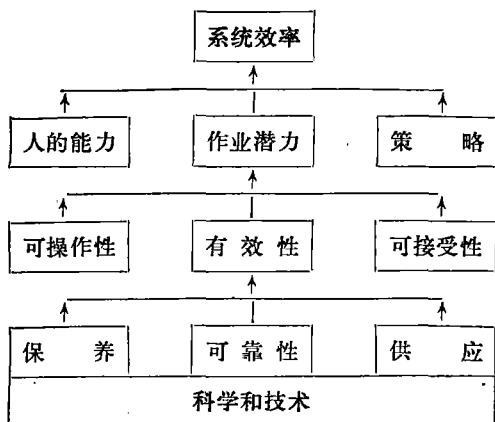 系统效率
人的能力 作业潜力 策 略
可操作性 有效性 可接受性
保 养 可靠性 供 应
科学和技术